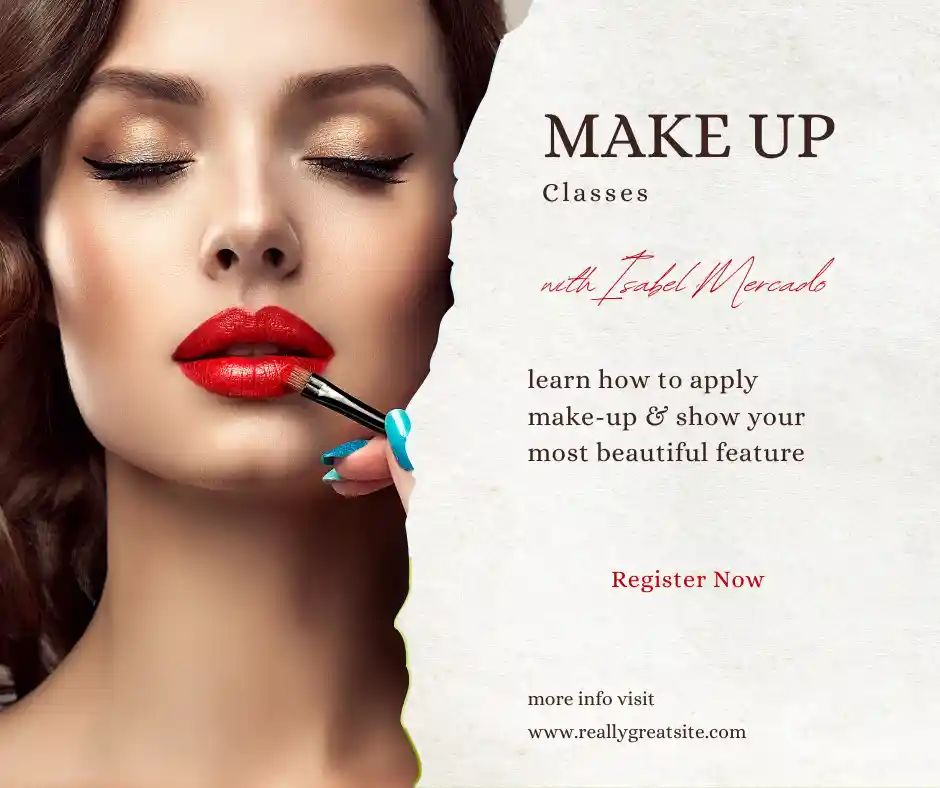 MAKE UP
Classes
with Isabel Mercado
learn how to apply
make-up & show your
most beautiful feature
Register Now
more info visit
www.reallygreatsite.com